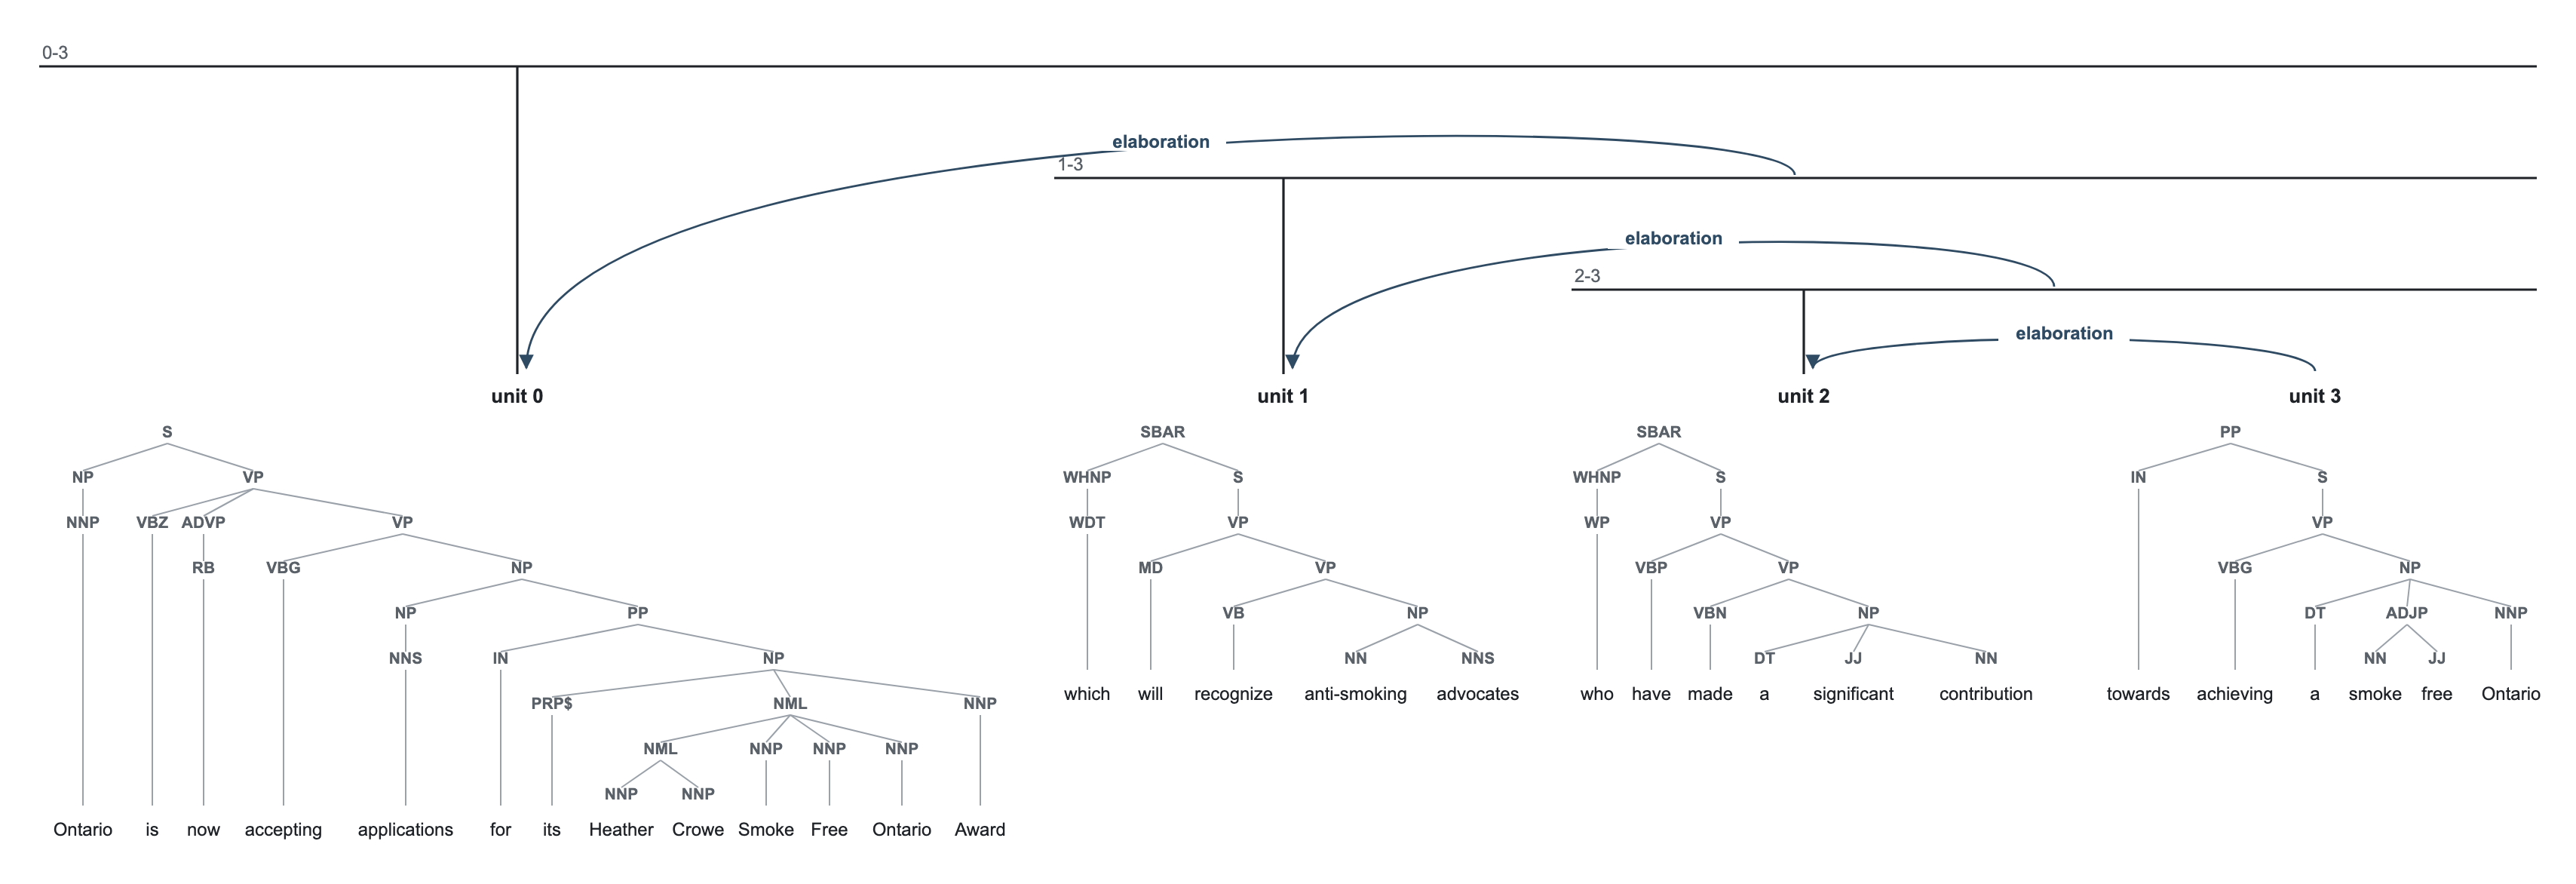 0-3
elaboration
1-3
elaboration
2-3
elaboration
unit 0 unit 1 unit 2 unit 3
S SBAR SBAR PP
NP VP WHNP S WHNP S IN S
NNP VBZ ADVP VP WDT VP WP VP VP
RB VBG NP MD VP VBP VP VBG NP
NP PP VB NP VBN NP DT ADJP NNP
NNS IN NP NN NNS DT JJ NN NN JJ
which will recognize anti-smoking advocates who have made a significant contribution towards achieving a smoke free Ontario
PRP$ NML NNP
NML NNP NNP NNP
NNP NNP
Ontario is now accepting applications for its Heather Crowe Smoke Free Ontario Award